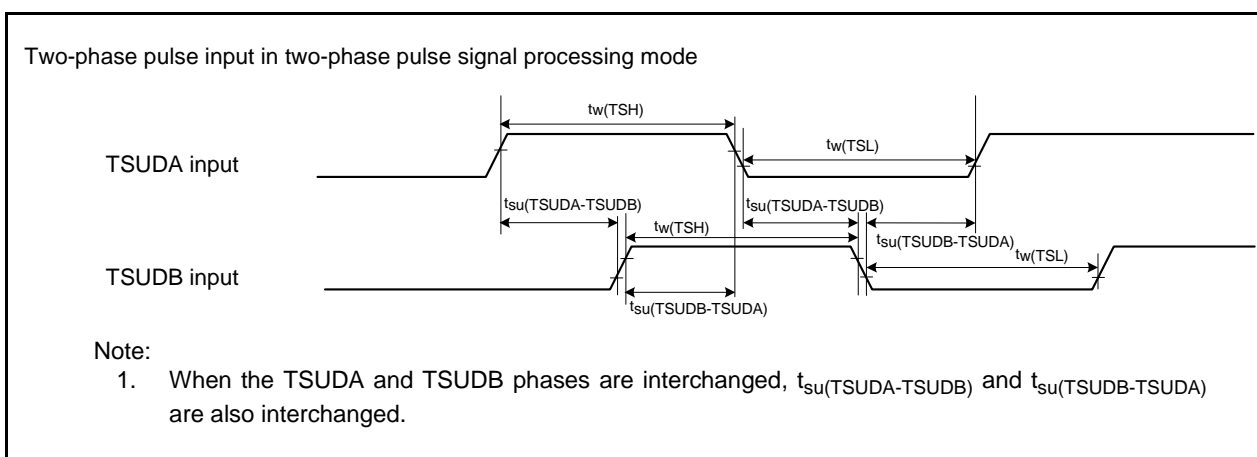 Two-phase pulse input in two-phase pulse signal processing mode
tw(TSH)
TSUDA input
tw(TSL)
tsu(TSUDA-TSUDB)
tsu(TSUDA-TSUDB)
tw(TSH)
tsu(TSUDB-TSUDA)
TSUDB input
tw(TSL)
tsu(TSUDB-TSUDA)
Note:
1. When the TSUDA and TSUDB phases are interchanged, tsu(TSUDA-TSUDB) and tsu(TSUDB-TSUDA)
are also interchanged.